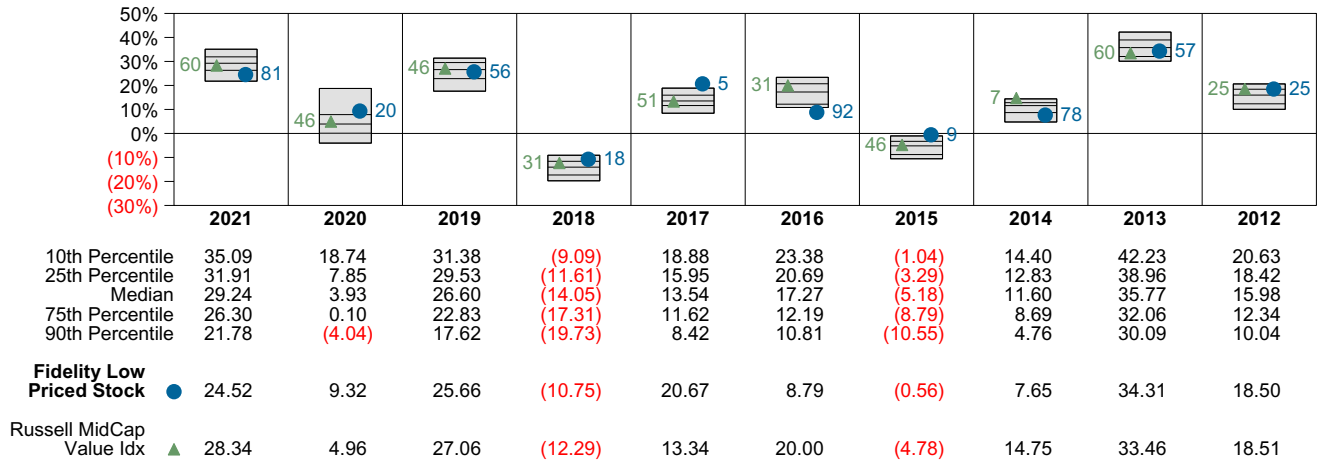 50%
40%
30%
20%
10%
0%
(10%)
(20%)
(30%)
60 81
46 20
46 56
31 18
51 5
31 92
46 9
7 78
60 57
25 25
2021 2020 2019 2018 2017 2016 2015 2014 2013 2012
10th Percentile 35.09 18.74 31.38 (9.09) 18.88 23.38 (1.04) 14.40 42.23 20.63
25th Percentile 31.91 7.85 29.53 (11.61) 15.95 20.69 (3.29) 12.83 38.96 18.42
Median 29.24 3.93 26.60 (14.05) 13.54 17.27 (5.18) 11.60 35.77 15.98
75th Percentile 26.30 0.10 22.83 (17.31) 11.62 12.19 (8.79) 8.69 32.06 12.34
90th Percentile 21.78 (4.04) 17.62 (19.73) 8.42 10.81 (10.55) 4.76 30.09 10.04
Fidelity Low
Priced Stock 24.52 9.32 25.66 (10.75) 20.67 8.79 (0.56) 7.65 34.31 18.50
Russell MidCap
Value Idx 28.34 4.96 27.06 (12.29) 13.34 20.00 (4.78) 14.75 33.46 18.51